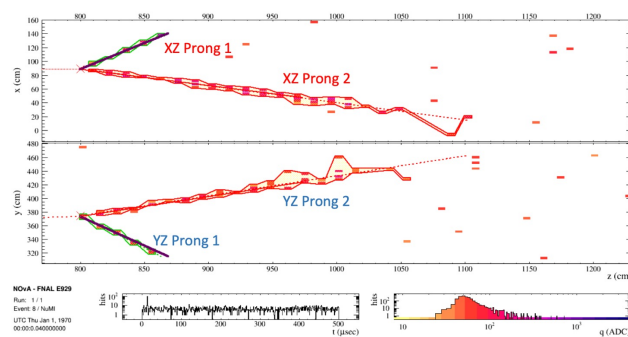 800 850 900 950 1000 1050 1100 1150 1200
160
140 XZ Prong 1
120
100
x (cm)
80 XZ Prong 2
60
40
20
0
480
460
440
y (cm)
420
400 YZ Prong 2
380
360 YZ Prong 1
340
320
800 850 900 950 1000 1050 1100 1150 1200
z (cm)
NOvA - FNAL E929
Run: 1 / 1
Event: 8 / NuMI
UTC Thu Jan 1, 1970
00:00:0.040000000
hits
10²
10
1
0 100 200 300 400 500
t (μsec)
hits
10²
10
1
10 10² 10³
q (ADC)